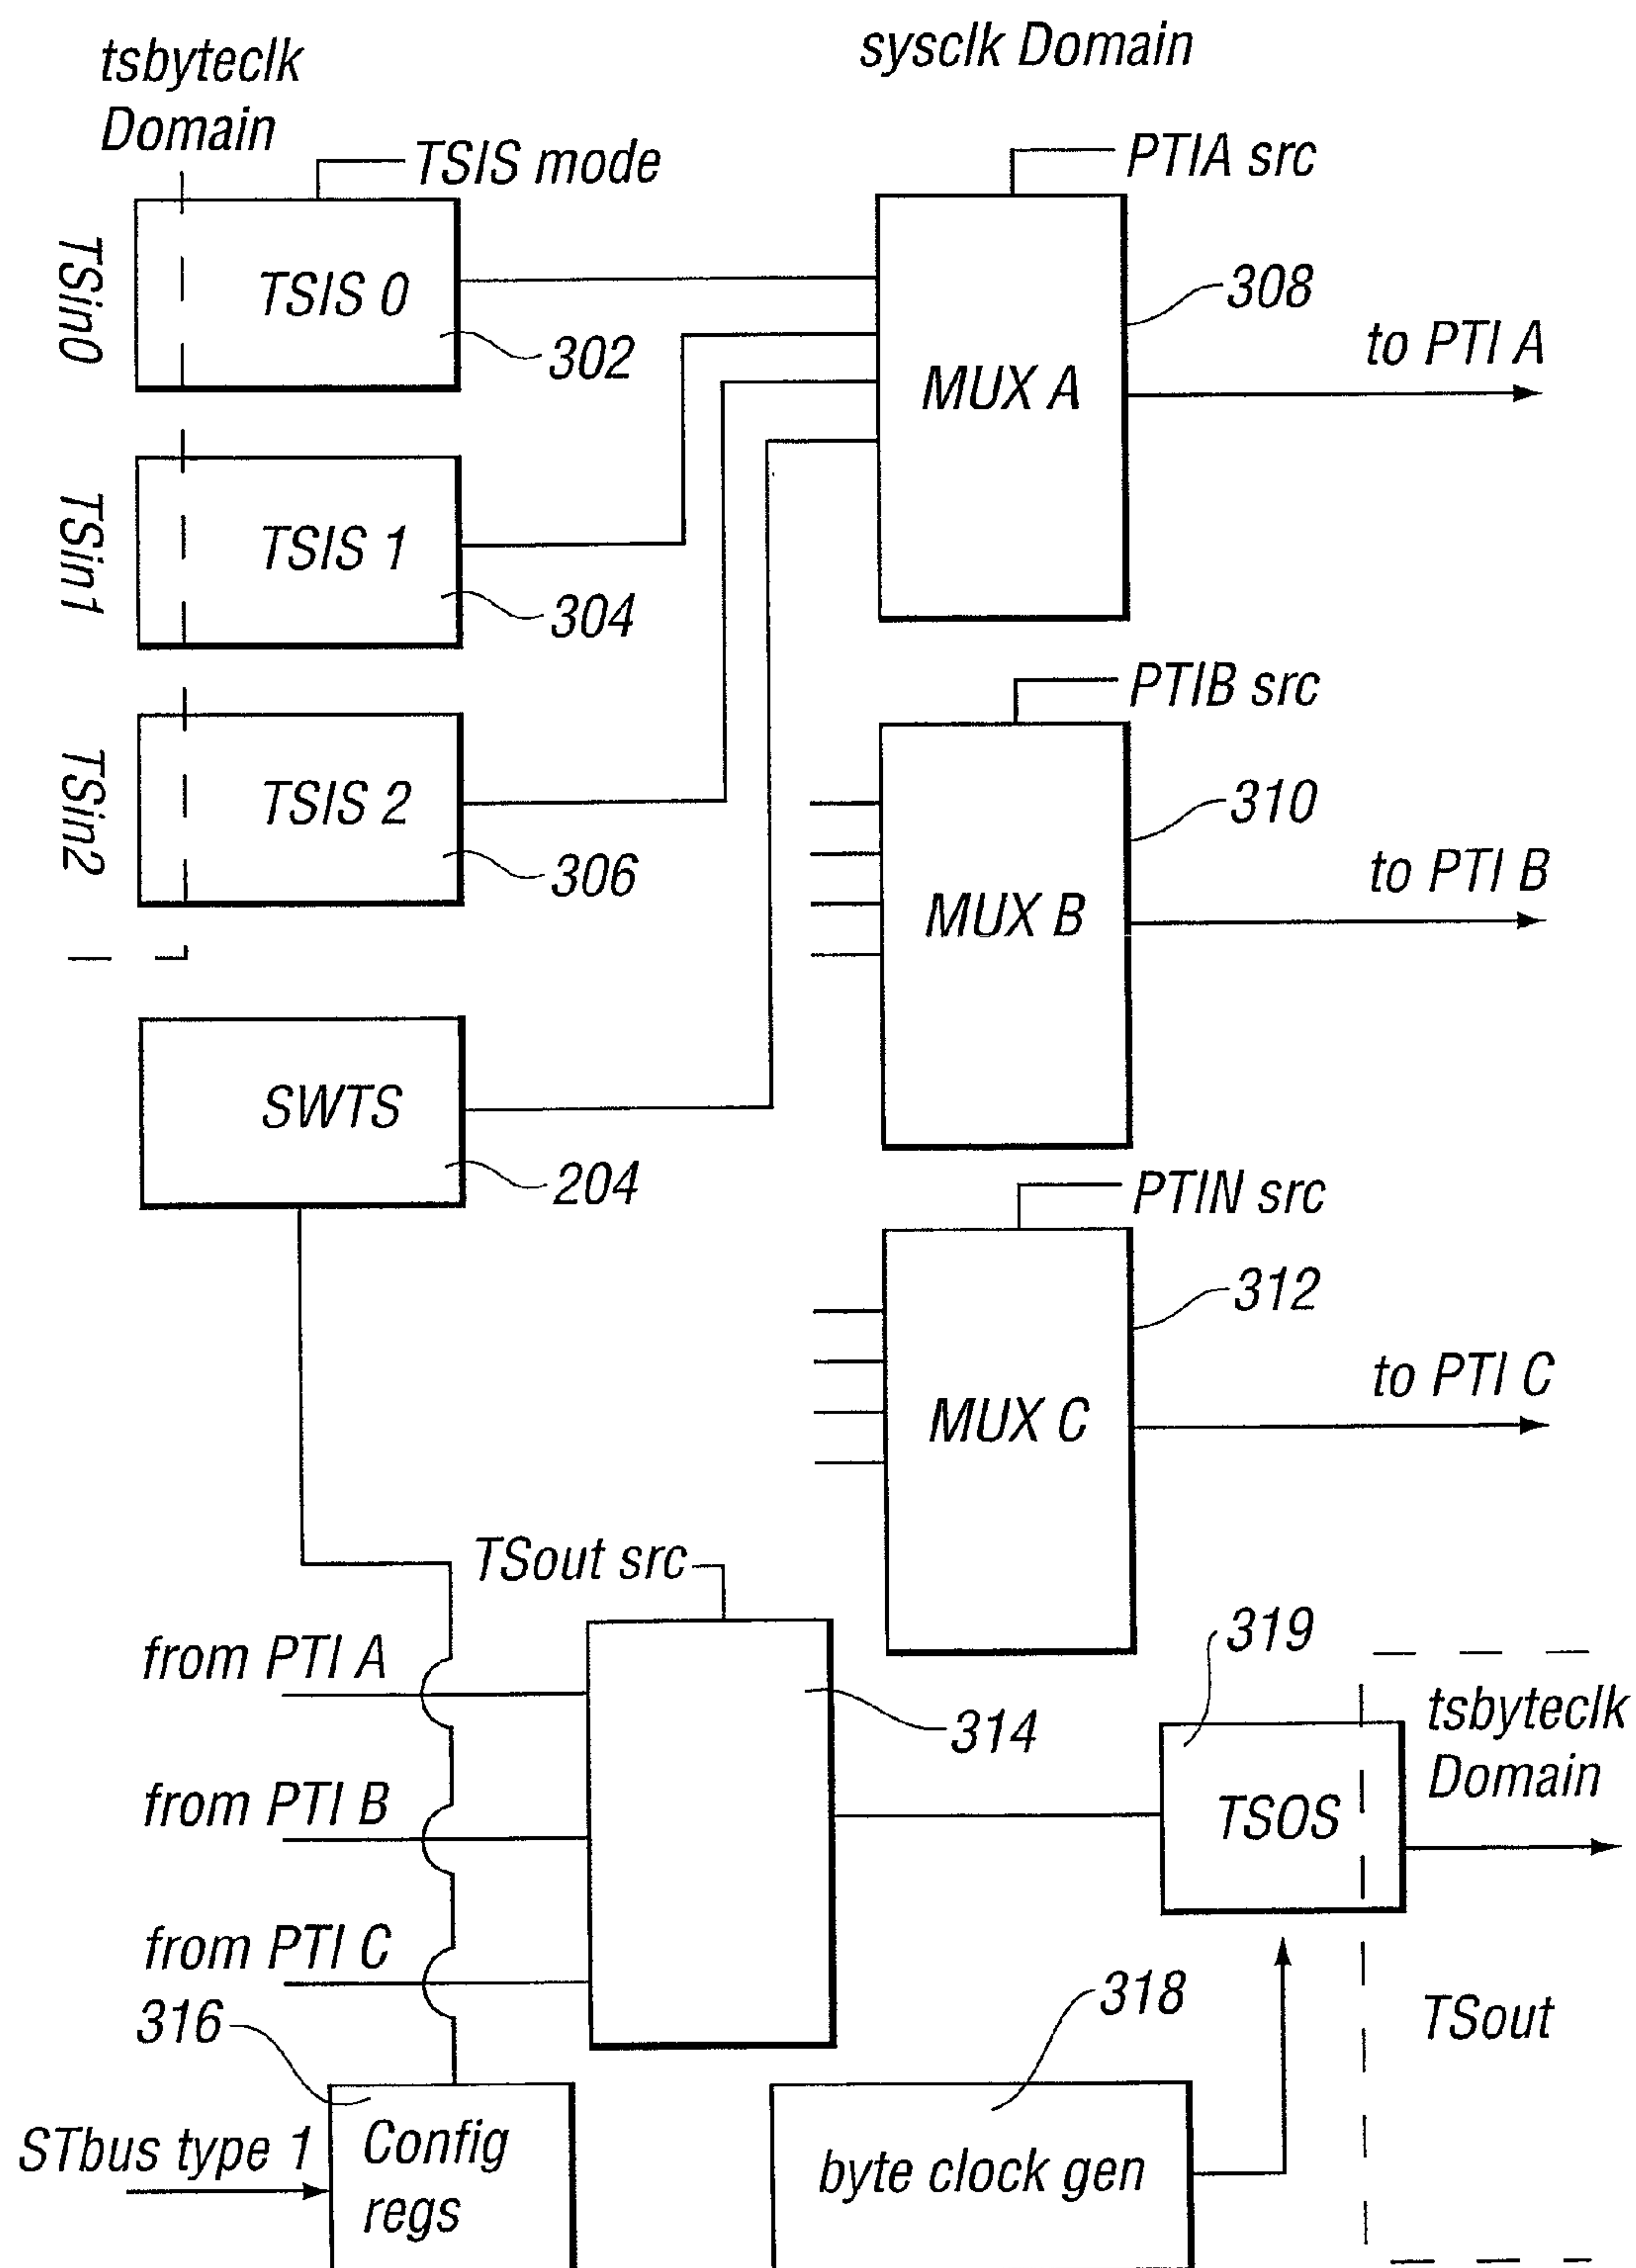 tsbyteclk
Domain
sysclk Domain
TSIS mode
PTIA src
TSin0
TSIS 0
302
308
MUX A
to PTI A
TSin1
TSIS 1
304
PTIB src
TSin2
TSIS 2
306
310
MUX B
to PTI B
SWTS
204
PTIN src
312
MUX C
to PTI C
TSout src
from PTI A
314
319
tsbyteclk
Domain
from PTI B
TSOS
from PTI C
316
318
TSout
STbus type 1
Config
regs
byte clock gen